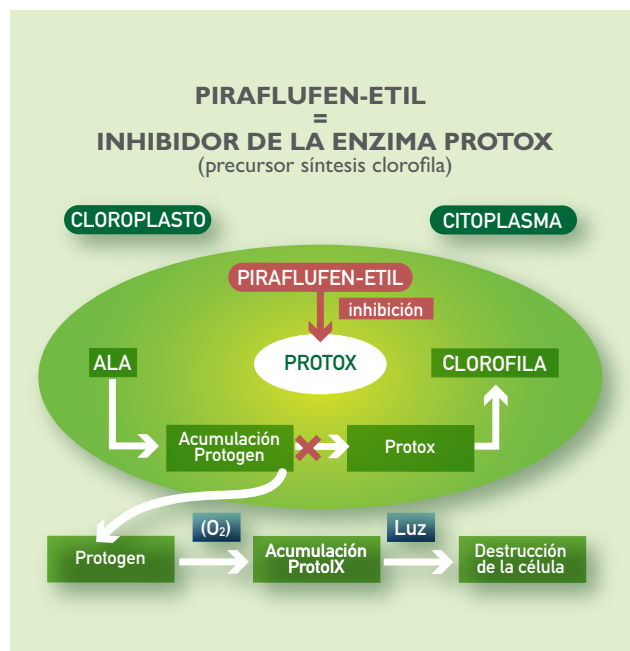 PIRAFLUFEN-ETIL
=
INHIBIDOR DE LA ENZIMA PROTOX
(precursor síntesis clorofila)
CLOROPLASTO
CITOPLASMA
PIRAFLUFEN-ETIL
inhibición
ALA
PROTOX
CLOROFILA
Acumulación
Protogen
Protox
(O₂)
Luz
Protogen
Acumulación
ProtoIX
Destrucción
de la célula